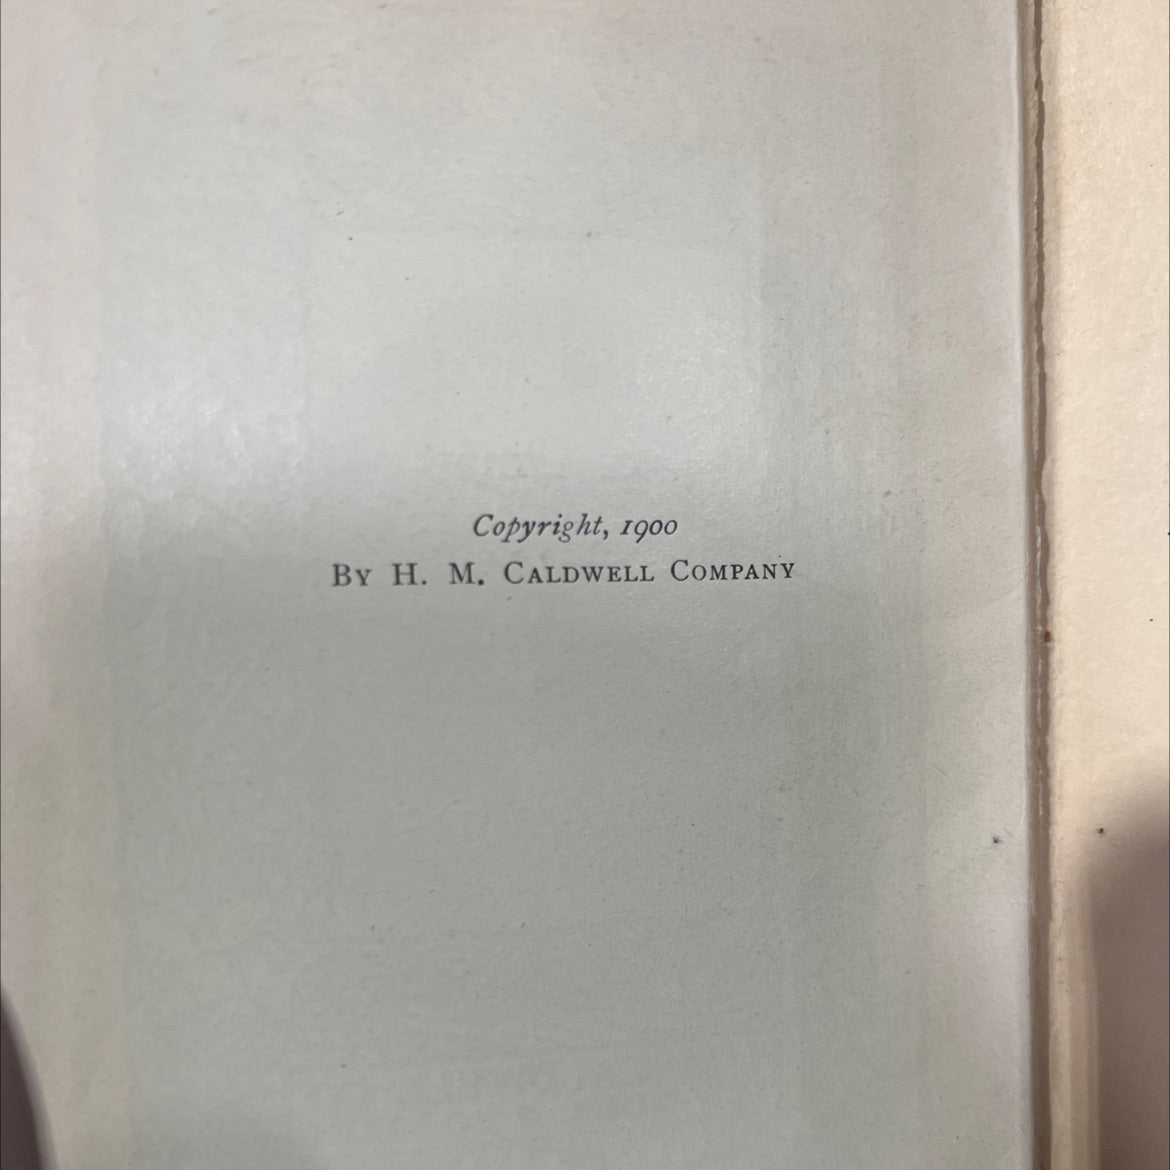 Copyright, 1900
By H. M. Caldwell Company